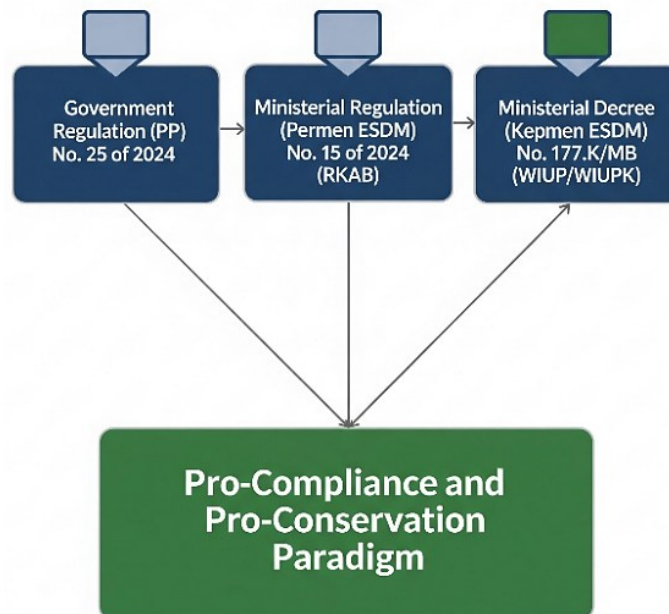 Government
Regulation (PP)
No. 25 of 2024
Ministerial Regulation
(Permen ESDM)
No. 15 of 2024
(RKAB)
Ministerial Decree
(Kepmen ESDM)
No. 177.K/MB
(WIUP/WIUPK)
Pro-Compliance and
Pro-Conservation
Paradigm